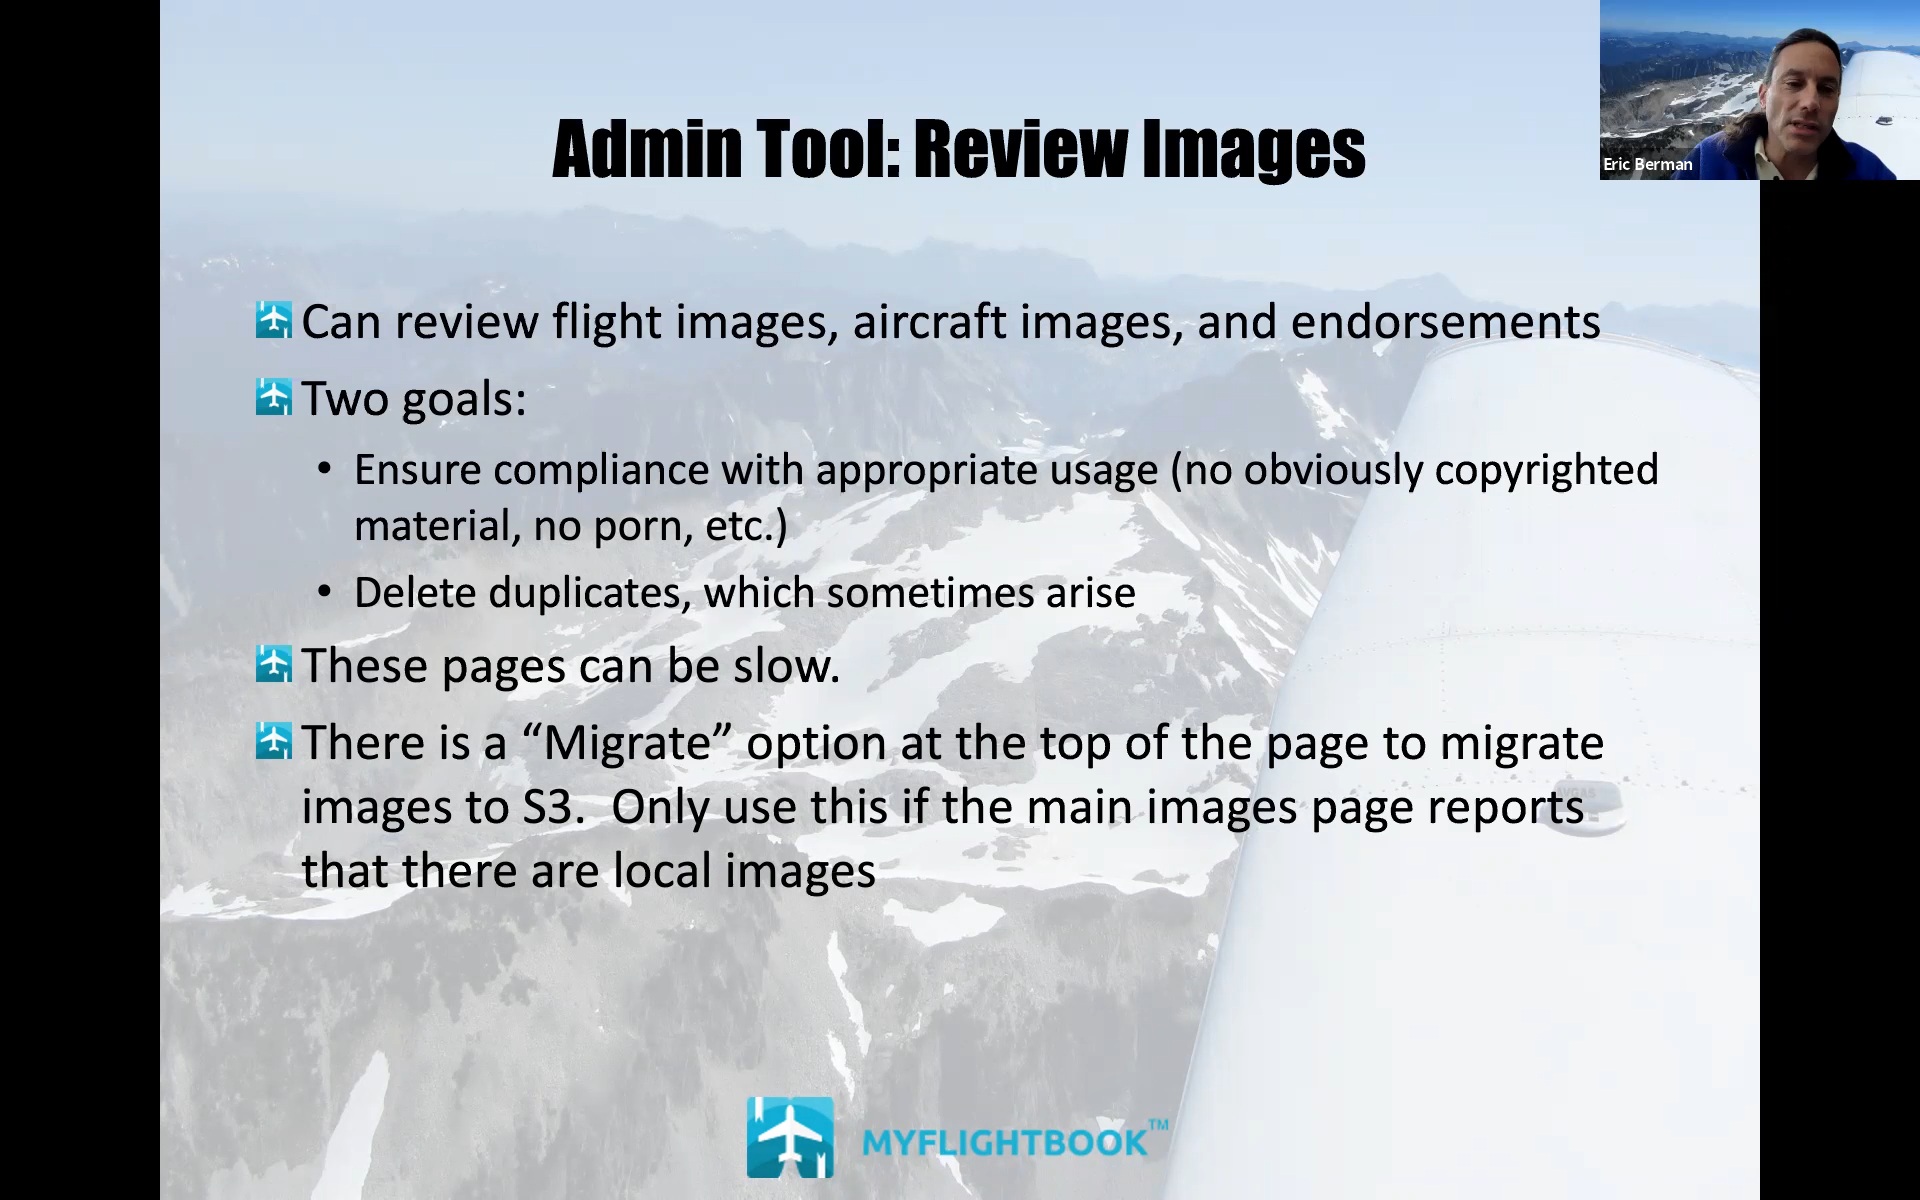 Admin Tool: Review Images
Eric Berman
Can review flight images, aircraft images, and endorsements
Two goals:
• Ensure compliance with appropriate usage (no obviously copyrighted
material, no porn, etc.)
• Delete duplicates, which sometimes arise
These pages can be slow.
There is a “Migrate” option at the top of the page to migrate
images to S3.  Only use this if the main images page reports
that there are local images
AVGAS
MYFLIGHTBOOK™